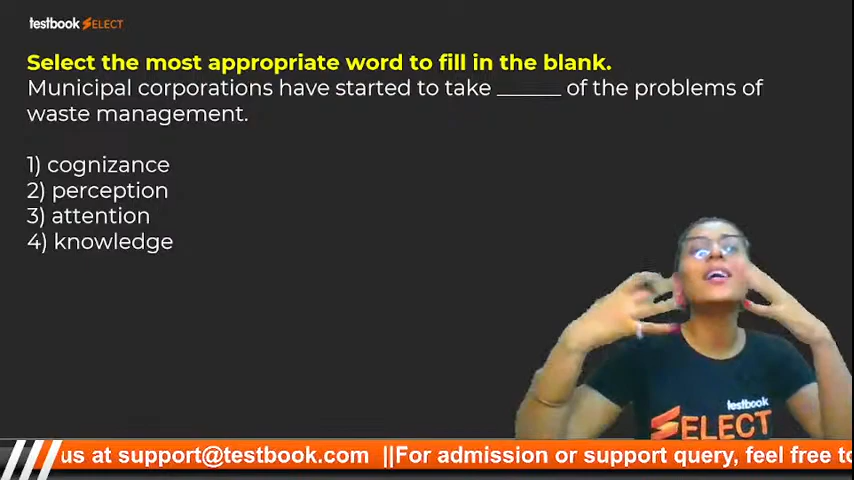 testbook SELECT
Select the most appropriate word to fill in the blank.
Municipal corporations have started to take ______ of the problems of
waste management.
1) cognizance
2) perception
3) attention
4) knowledge
testbook
SELECT
us at support@testbook.com ||For admission or support query, feel free to